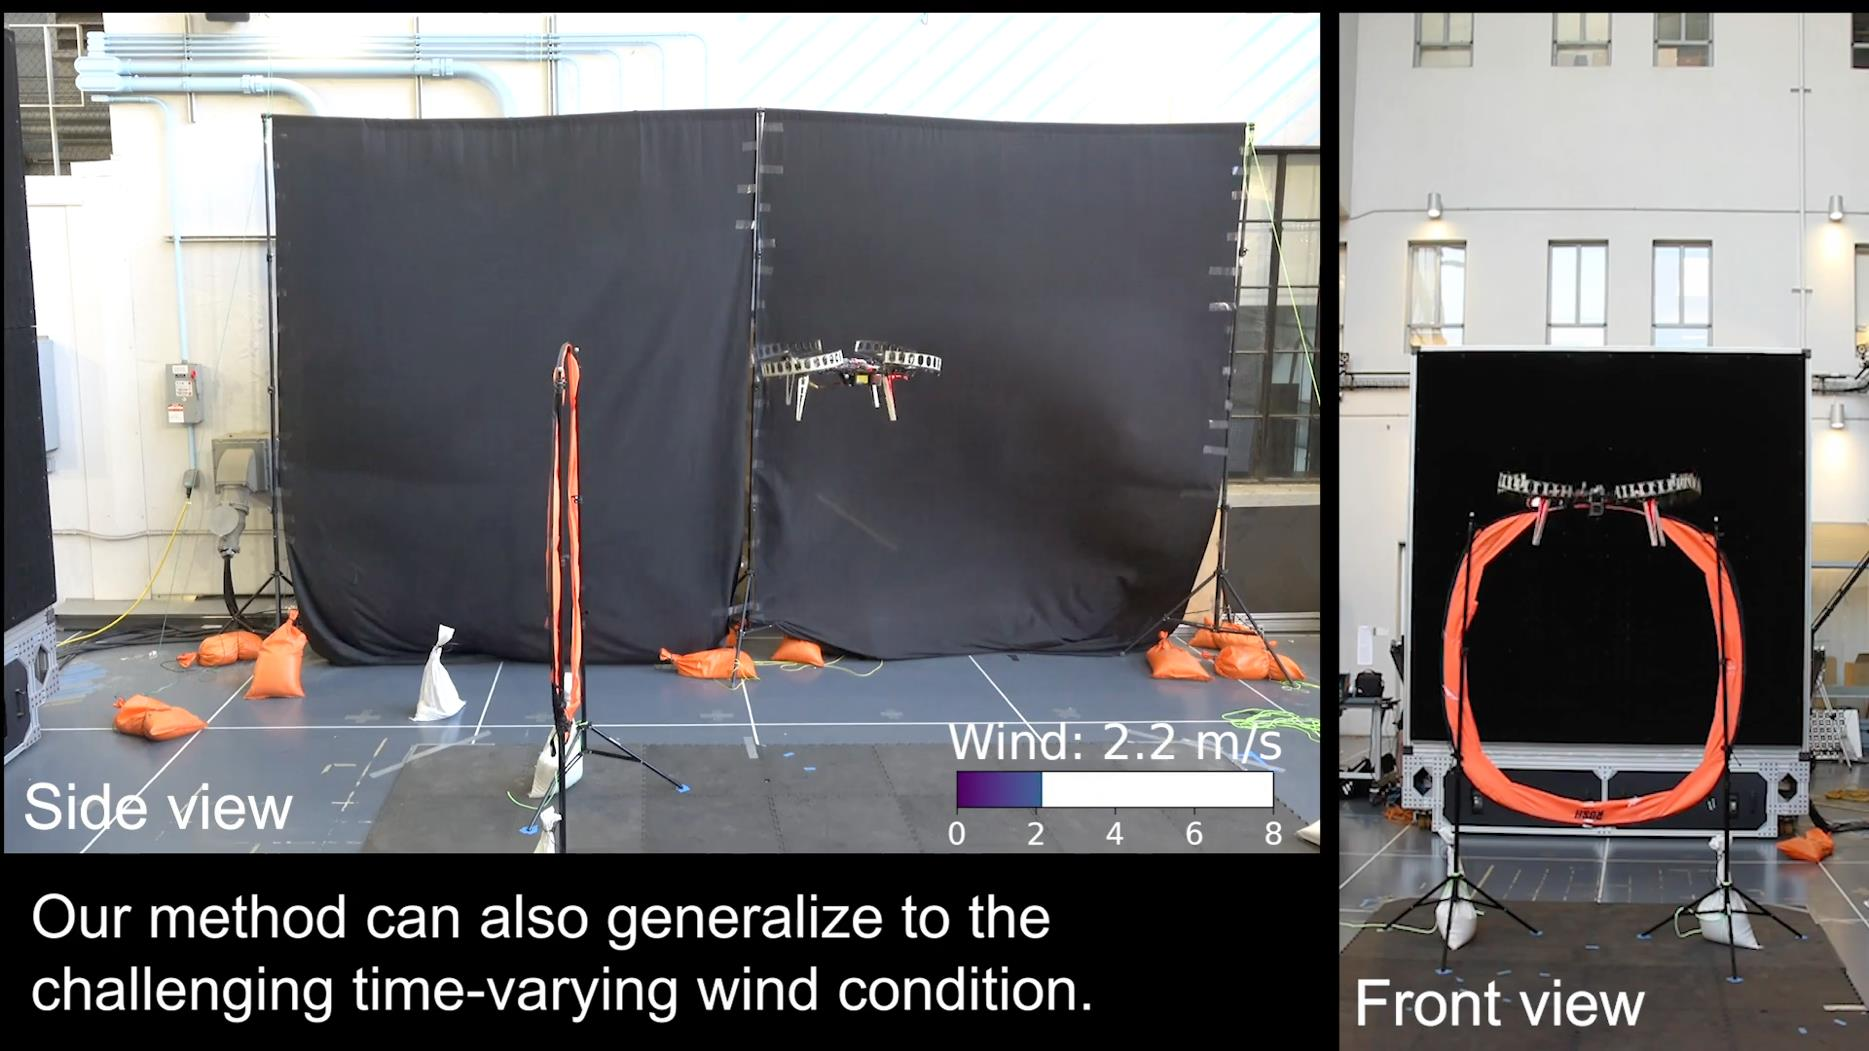 Wind: 2.2 m/s
0 2 4 6 8
Side view
Our method can also generalize to the
challenging time-varying wind condition.
RUSH
Front view